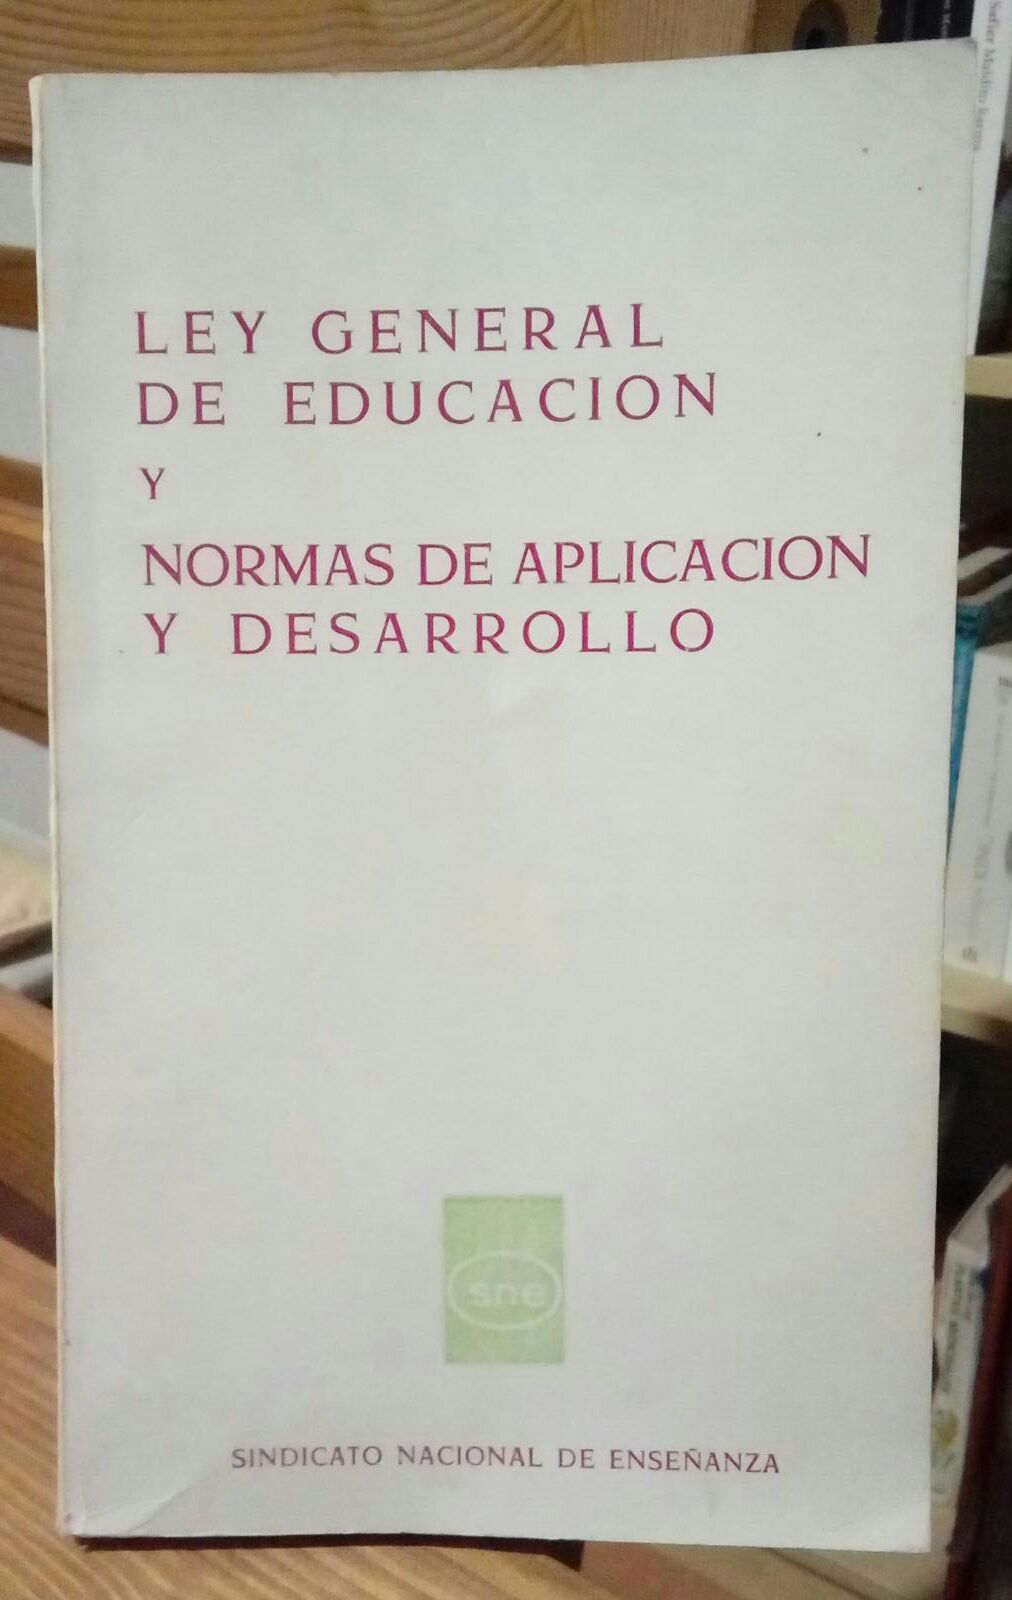 LEY GENERAL
DE EDUCACION
Y
NORMAS DE APLICACION
Y DESARROLLO
sne
SINDICATO NACIONAL DE ENSEÑANZA